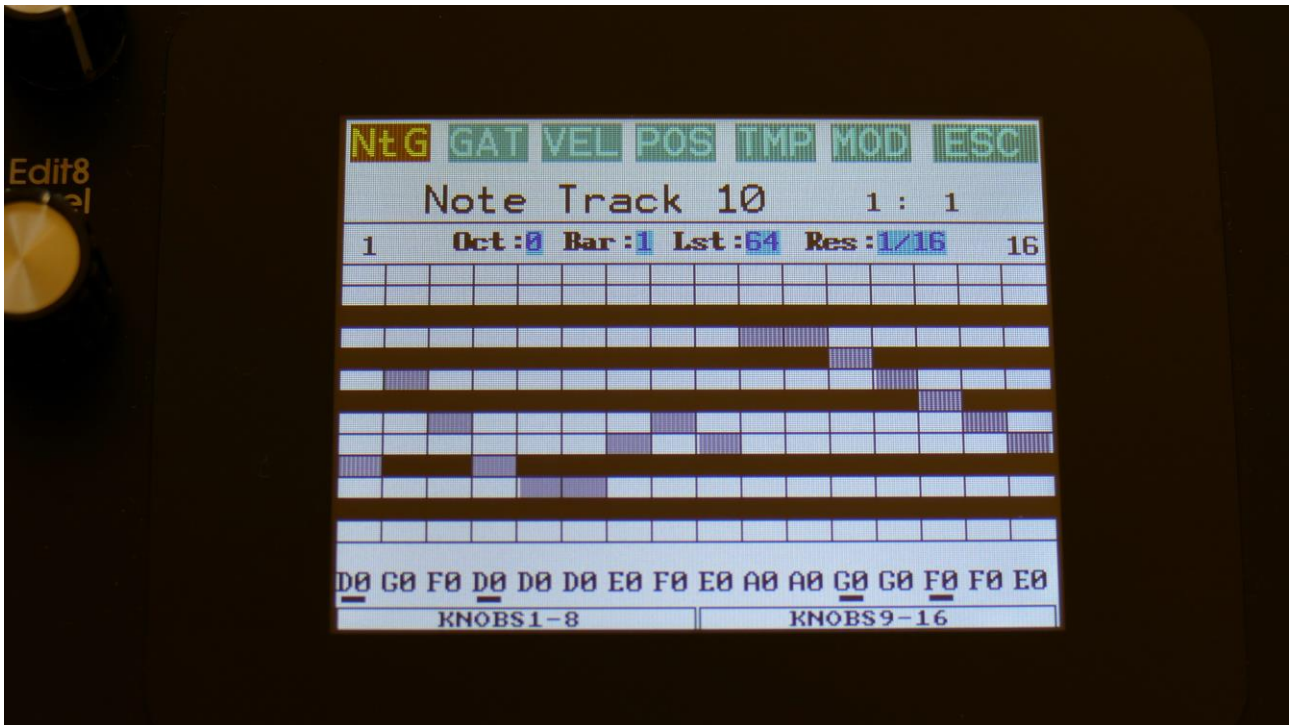 Edit8
el
NtG GAT VEL POS TMP MOD ESC
Note Track 10 1 : 1
1 Oct:0 Bar:1 Lst:64 Res:1/16 16
D0 G0 F0 D0 D0 D0 E0 F0 E0 A0 A0 G0 G0 F0 F0 E0
KNOBS1-8 KNOBS9-16